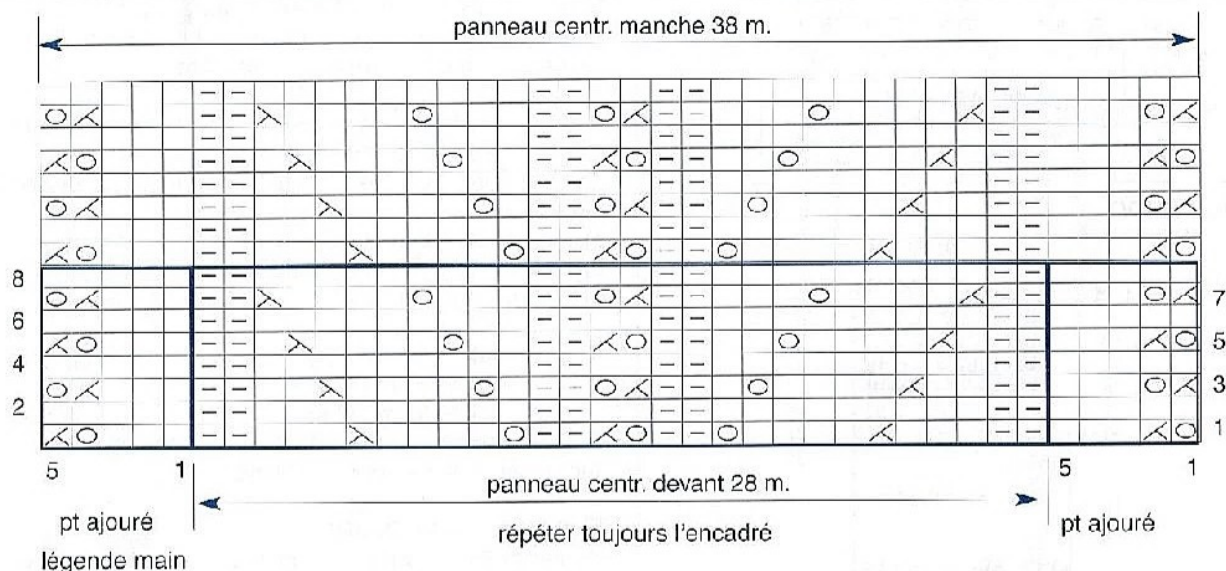 panneau centr. manche 38 m.
8
7
6
5
4
3
2
1
5 1
5 1
panneau centr. devant 28 m.
pt ajouré
répéter toujours l'encadré
pt ajouré
légende main